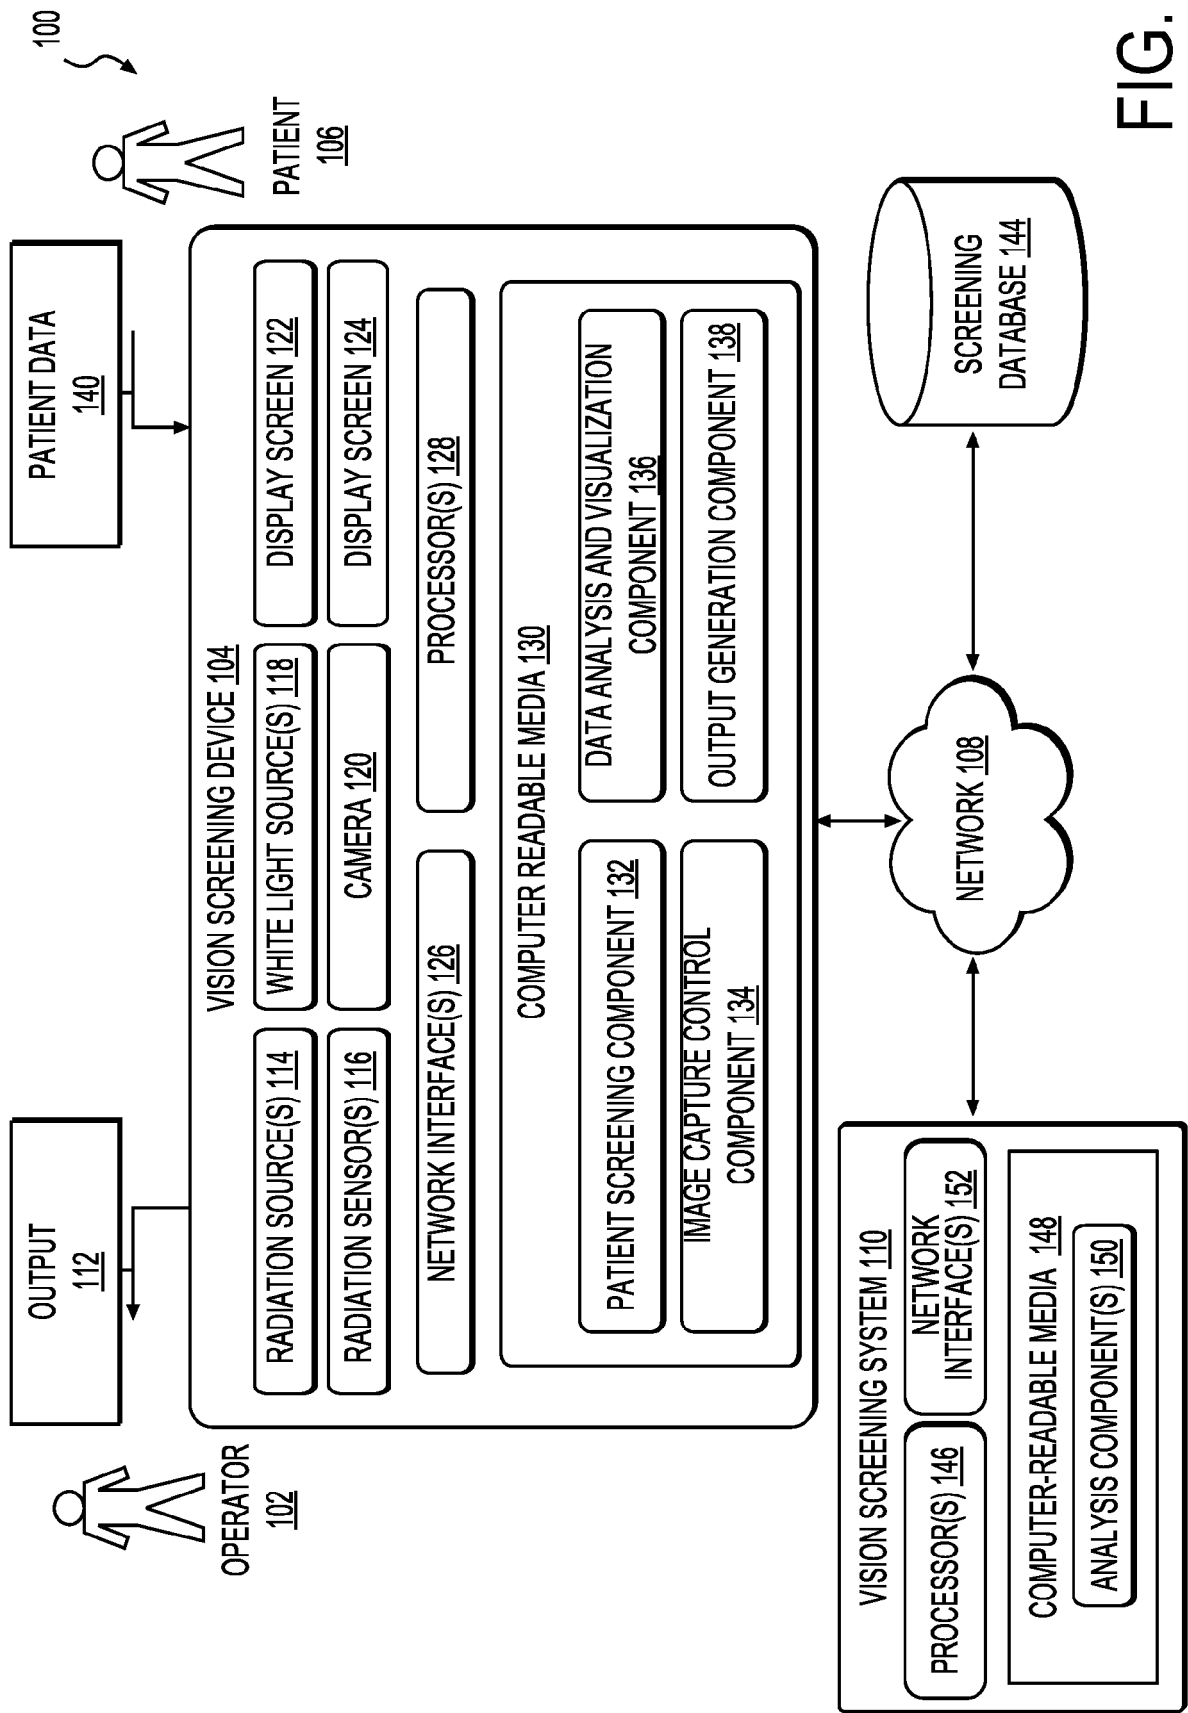 100
OPERATOR
102
OUTPUT
112
PATIENT DATA
140
PATIENT
106
VISION SCREENING DEVICE 104
RADIATION SOURCE(S) 114
WHITE LIGHT SOURCE(S) 118
DISPLAY SCREEN 122
RADIATION SENSOR(S) 116
CAMERA 120
DISPLAY SCREEN 124
NETWORK INTERFACE(S) 126
PROCESSOR(S) 128
COMPUTER READABLE MEDIA 130
PATIENT SCREENING COMPONENT 132
DATA ANALYSIS AND VISUALIZATION
COMPONENT 136
IMAGE CAPTURE CONTROL
COMPONENT 134
OUTPUT GENERATION COMPONENT 138
VISION SCREENING SYSTEM 110
PROCESSOR(S) 146
NETWORK
INTERFACE(S) 152
COMPUTER-READABLE MEDIA 148
ANALYSIS COMPONENT(S) 150
NETWORK 108
SCREENING
DATABASE 144
FIG.